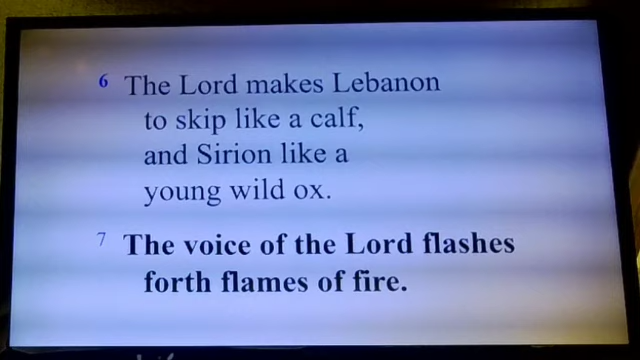 6 The Lord makes Lebanon
to skip like a calf,
and Sirion like a
young wild ox.
7 The voice of the Lord flashes
forth flames of fire.